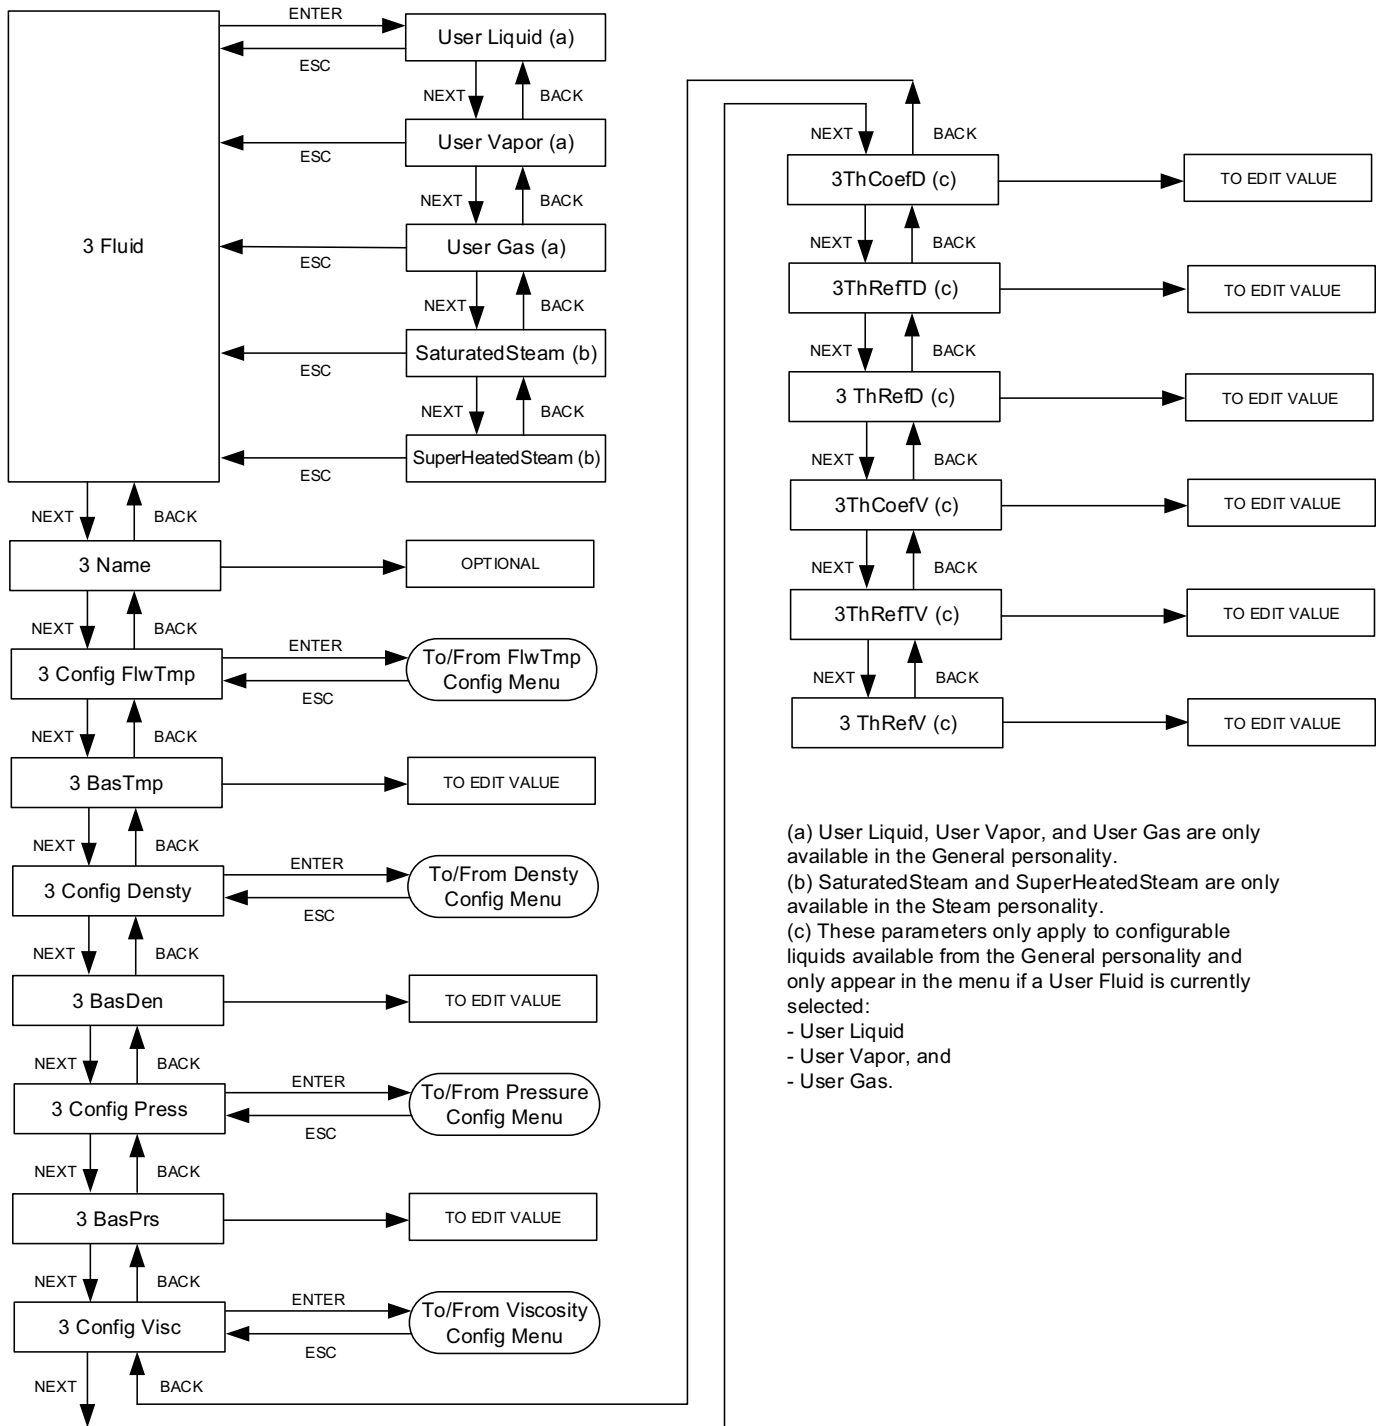 ENTER
User Liquid (a)
ESC
NEXT
BACK
User Vapor (a)
ESC
NEXT
BACK
3 Fluid
User Gas (a)
ESC
NEXT
BACK
SaturatedSteam (b)
ESC
NEXT
BACK
SuperHeatedSteam (b)
ESC
NEXT
BACK
3 Name
OPTIONAL
NEXT
BACK
3 Config FlwTmp
ENTER
To/From FlwTmp
Config Menu
ESC
NEXT
BACK
3 BasTmp
TO EDIT VALUE
NEXT
BACK
3 Config Densty
ENTER
To/From Densty
Config Menu
ESC
NEXT
BACK
3 BasDen
TO EDIT VALUE
NEXT
BACK
3 Config Press
ENTER
To/From Pressure
Config Menu
ESC
NEXT
BACK
3 BasPrs
TO EDIT VALUE
NEXT
BACK
3 Config Visc
ENTER
To/From Viscosity
Config Menu
ESC
NEXT
BACK
NEXT
BACK
3ThCoefD (c)
TO EDIT VALUE
NEXT
BACK
3ThRefTD (c)
TO EDIT VALUE
NEXT
BACK
3 ThRefD (c)
TO EDIT VALUE
NEXT
BACK
3ThCoefV (c)
TO EDIT VALUE
NEXT
BACK
3ThRefTV (c)
TO EDIT VALUE
NEXT
BACK
3 ThRefV (c)
TO EDIT VALUE
(a) User Liquid, User Vapor, and User Gas are only
available in the General personality.
(b) SaturatedSteam and SuperHeatedSteam are only
available in the Steam personality.
(c) These parameters only apply to configurable
liquids available from the General personality and
only appear in the menu if a User Fluid is currently
selected:
- User Liquid
- User Vapor, and
- User Gas.